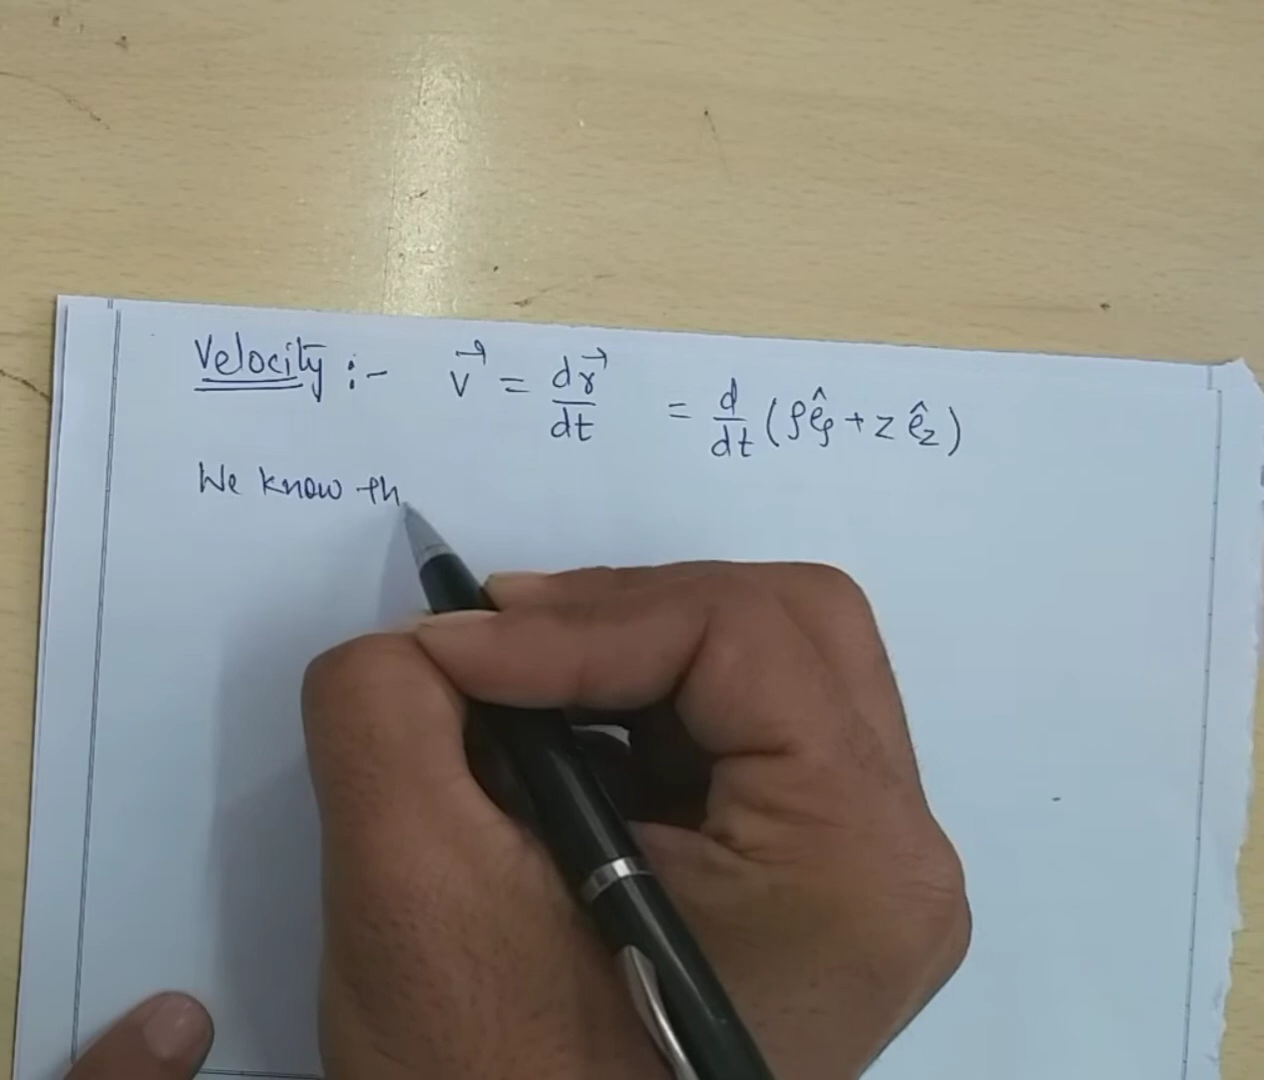 Velocity :- v⃗ = dr⃗/dt = d/dt (ρê_ρ + z ê_z)
We know th